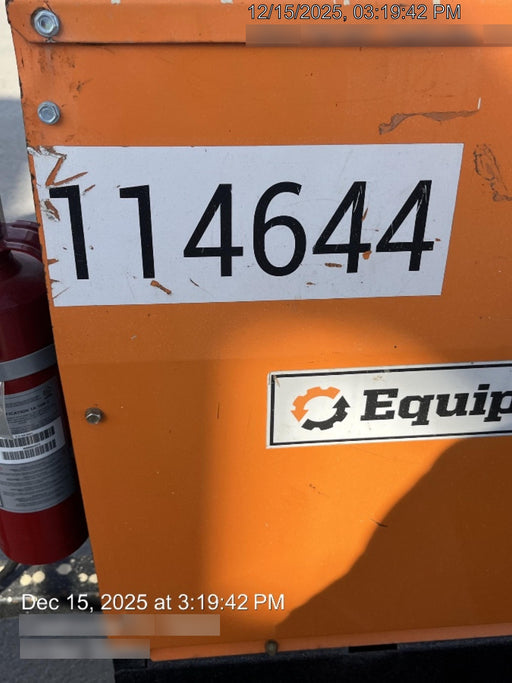 12/15/2025, 03:19:42 PM
114644
Equip
Dec 15, 2025 at 3:19:42 PM